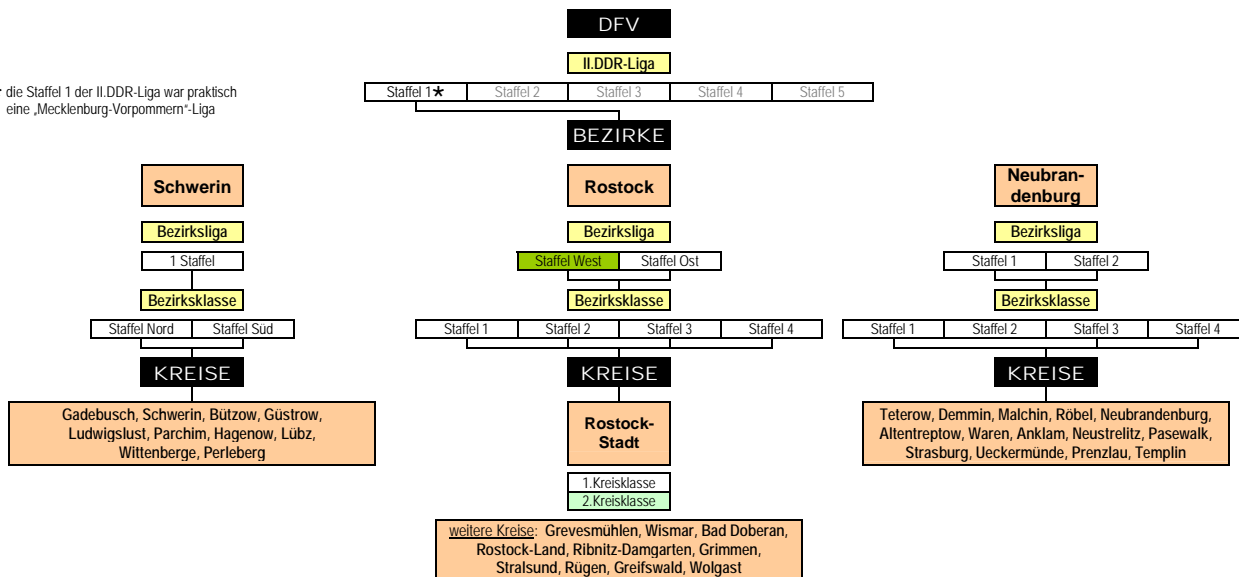 DFV
II.DDR-Liga
* die Staffel 1 der II.DDR-Liga war praktisch
eine „Mecklenburg-Vorpommern“-Liga
Staffel 1* Staffel 2 Staffel 3 Staffel 4 Staffel 5
BEZIRKE
Schwerin
Bezirksliga
1 Staffel
Bezirksklasse
Staffel Nord Staffel Süd
KREISE
Gadebusch, Schwerin, Bützow, Güstrow,
Ludwigslust, Parchim, Hagenow, Lübz,
Wittenberge, Perleberg
Rostock
Bezirksliga
Staffel West Staffel Ost
Bezirksklasse
Staffel 1 Staffel 2 Staffel 3 Staffel 4
KREISE
Rostock-
Stadt
1.Kreisklasse
2.Kreisklasse
weitere Kreise: Grevesmühlen, Wismar, Bad Doberan,
Rostock-Land, Ribnitz-Damgarten, Grimmen,
Stralsund, Rügen, Greifswald, Wolgast
Neubran-
denburg
Bezirksliga
Staffel 1 Staffel 2
Bezirksklasse
Staffel 1 Staffel 2 Staffel 3 Staffel 4
KREISE
Teterow, Demmin, Malchin, Röbel, Neubrandenburg,
Altentreptow, Waren, Anklam, Neustrelitz, Pasewalk,
Strasburg, Ueckermünde, Prenzlau, Templin